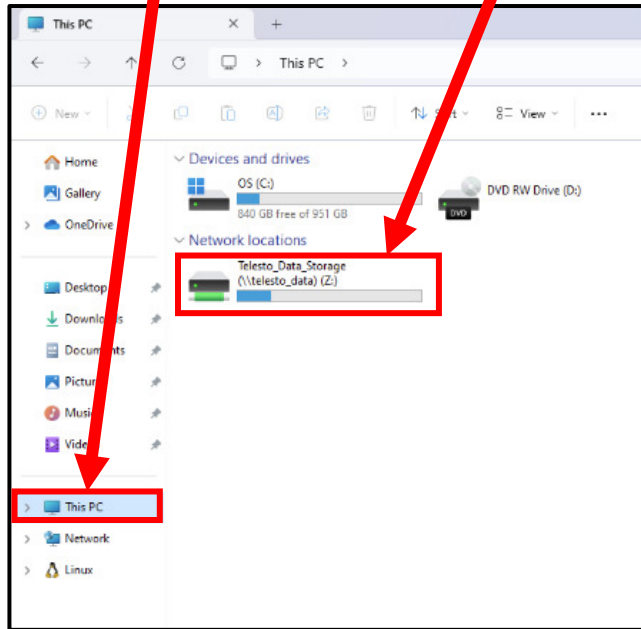 This PC
This PC
New
View
Home
Gallery
OneDrive
Desktop
Downloads
Documents
This PC
Network
Linux
Devices and drives
OS (C:)
840 GB free of 951 GB
DVD
DVD RW Drive (D:)
Network locations
Telesto_Data_Storage
(\\telesto_data) (Z:)